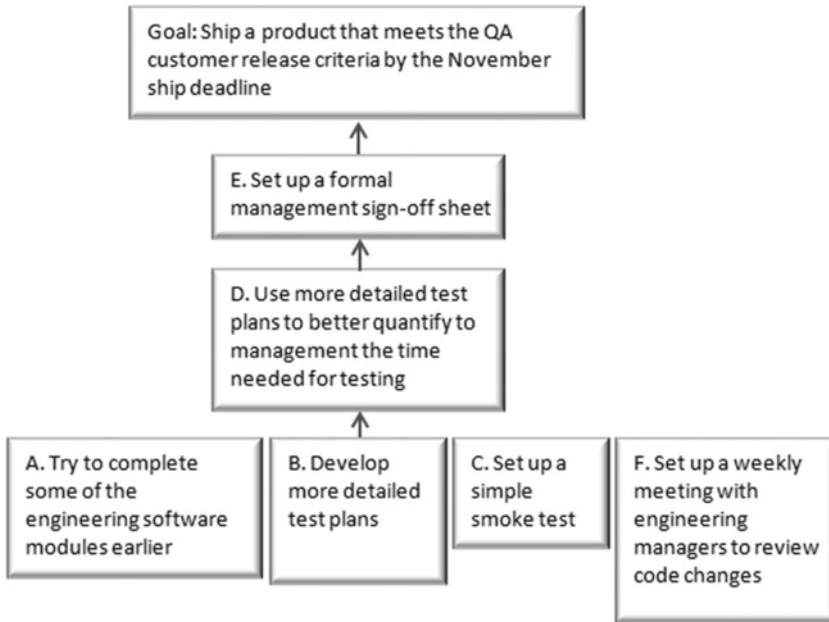 Goal: Ship a product that meets the QA
customer release criteria by the November
ship deadline
E. Set up a formal
management sign-off sheet
D. Use more detailed test
plans to better quantify to
management the time
needed for testing
A. Try to complete
some of the
engineering software
modules earlier
B. Develop
more detailed
test plans
C. Set up a
simple
smoke test
F. Set up a weekly
meeting with
engineering
managers to review
code changes